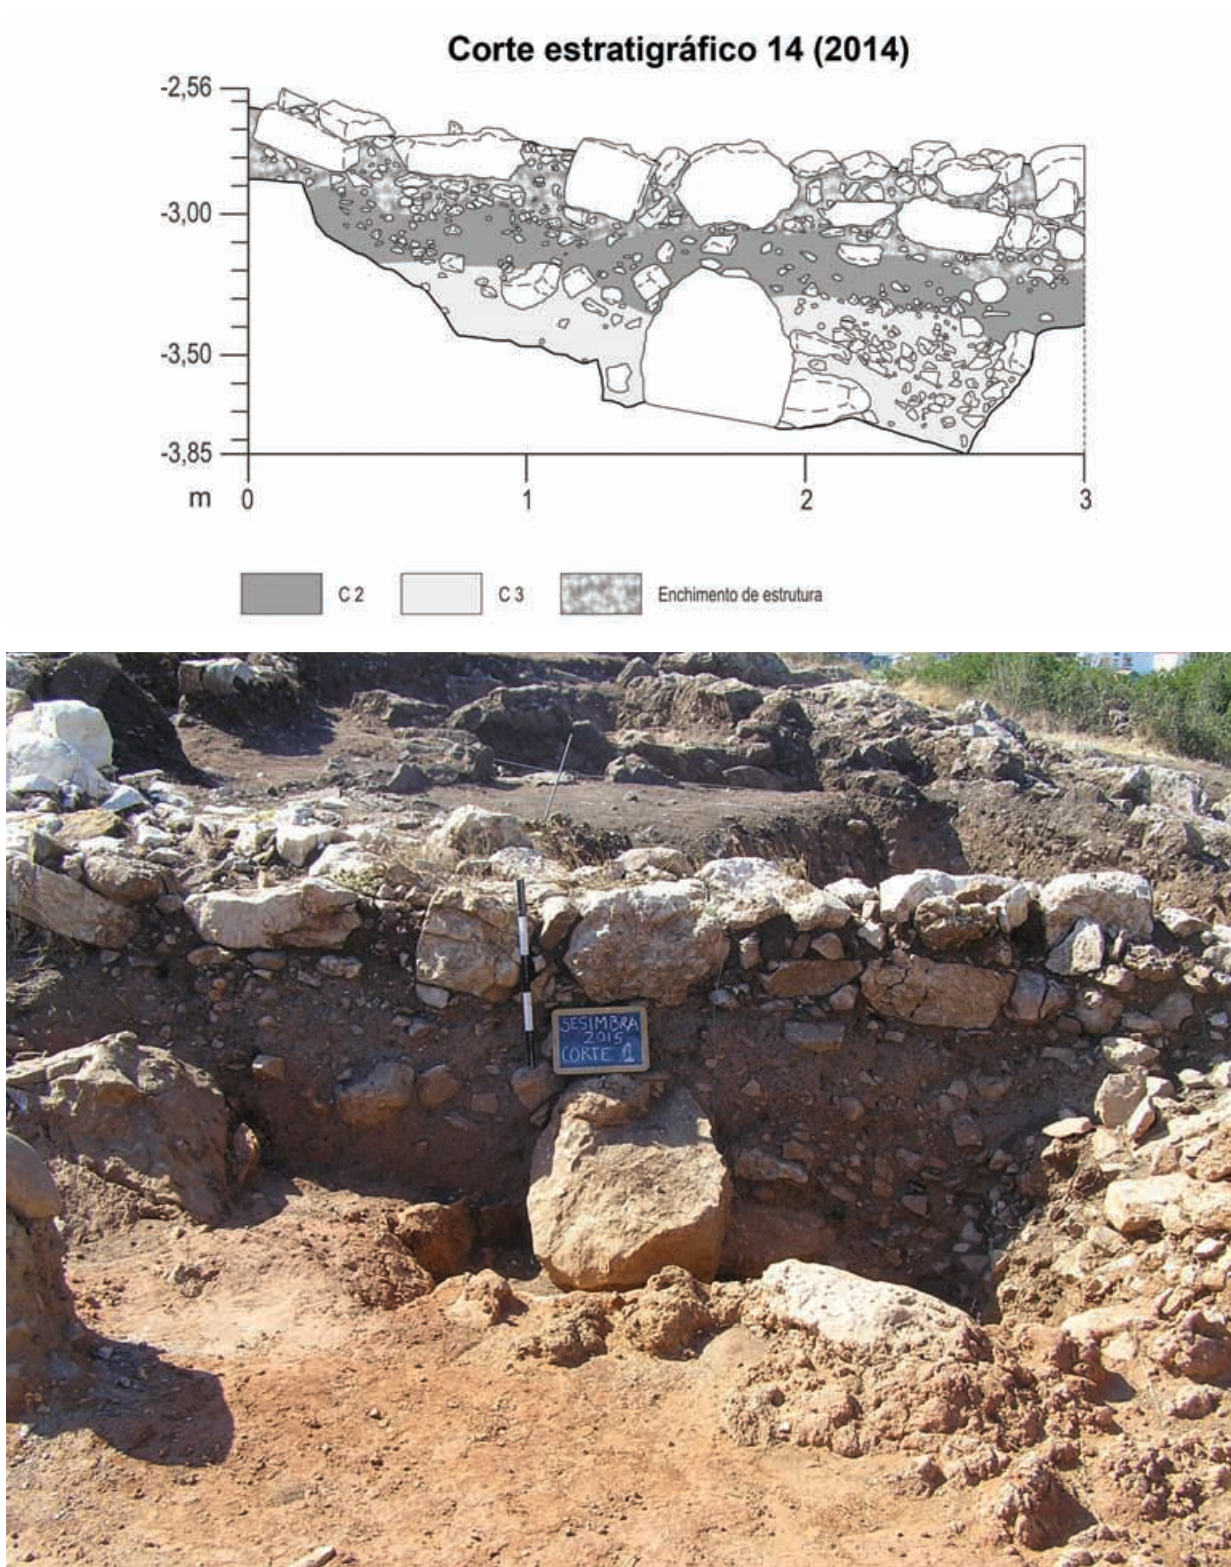 Corte estratigráfico 14 (2014)
-2,56
-3,00
-3,50
-3,85
m 0 1 2 3
C 2 C 3 Enchimento de estrutura
SESIMBRA
2015
CORTE 1